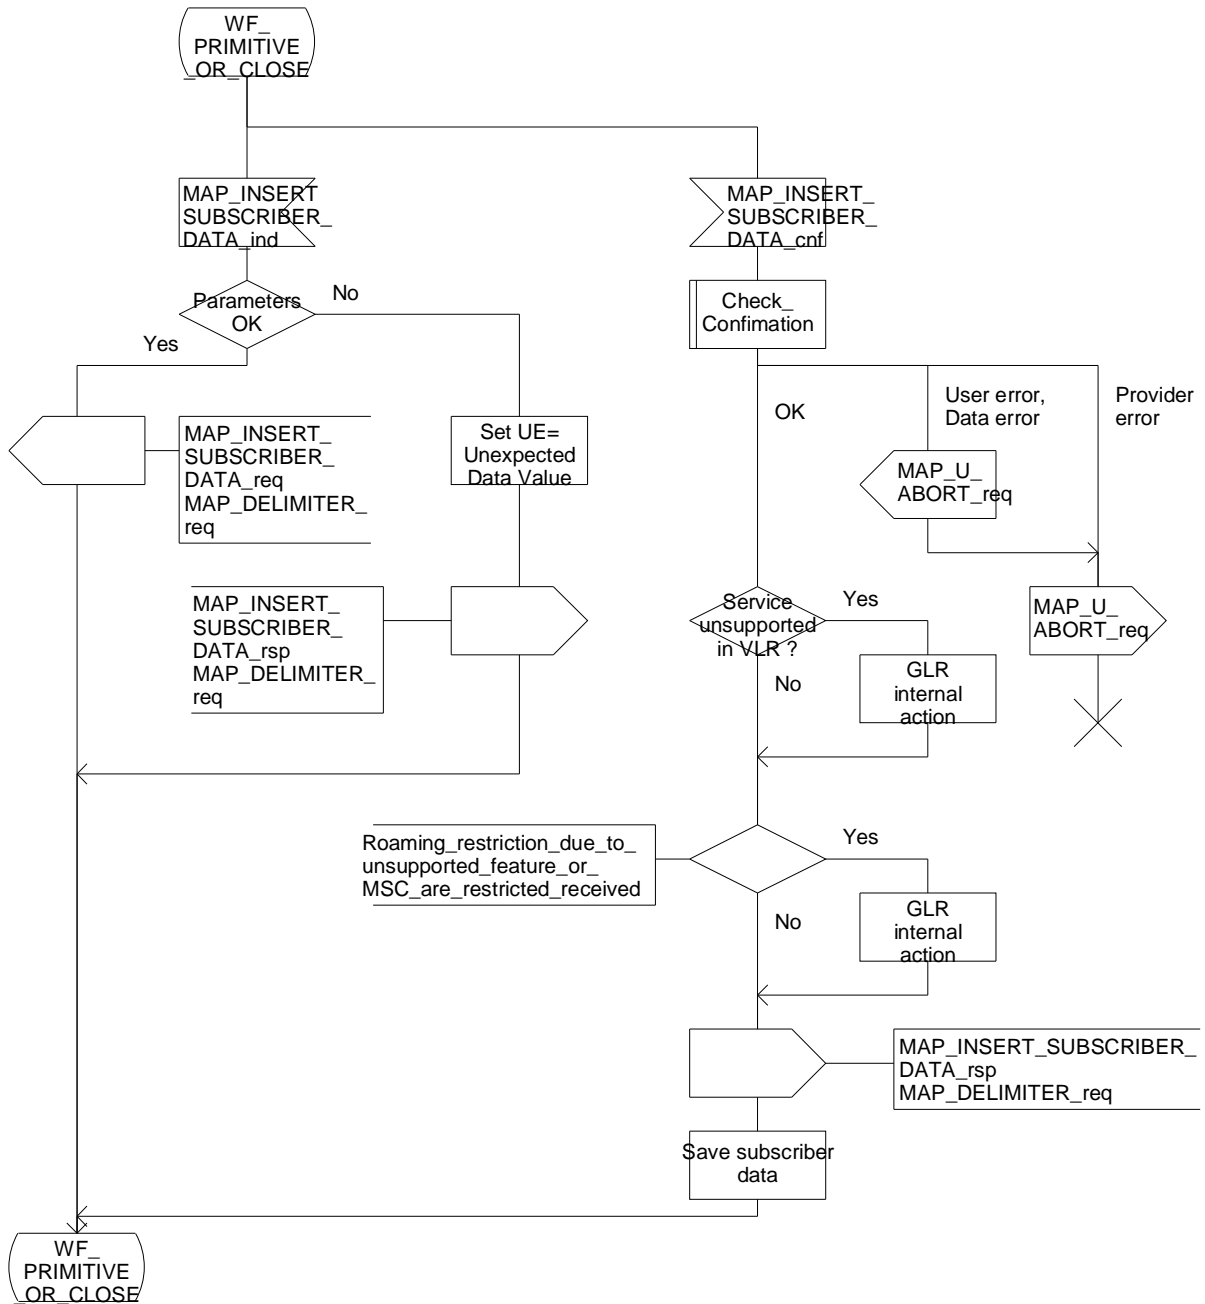 WF_
PRIMITIVE
_OR_CLOSE
MAP_INSERT
SUBSCRIBER_
DATA_ind
MAP_INSERT_
SUBSCRIBER_
DATA_cnf
Parameters
OK
No
Yes
Check_
Confimation
OK
User error,
Data error
Provider
error
MAP_INSERT_
SUBSCRIBER_
DATA_req
MAP_DELIMITER_
req
Set UE=
Unexpected
Data Value
MAP_U_
ABORT_req
MAP_INSERT_
SUBSCRIBER_
DATA_rsp
MAP_DELIMITER_
req
Service
unsupported
in VLR ?
Yes
No
MAP_U_
ABORT_req
GLR
internal
action
Roaming_restriction_due_to_
unsupported_feature_or_
MSC_are_restricted_received
Yes
No
GLR
internal
action
MAP_INSERT_SUBSCRIBER_
DATA_rsp
MAP_DELIMITER_req
Save subscriber
data
WF_
PRIMITIVE
_OR_CLOSE